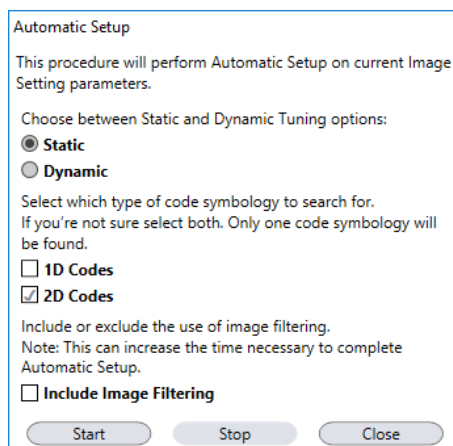 Automatic Setup
This procedure will perform Automatic Setup on current Image
Setting parameters.
Choose between Static and Dynamic Tuning options:
Static
Dynamic
Select which type of code symbology to search for.
If you're not sure select both. Only one code symbology will
be found.
1D Codes
2D Codes
Include or exclude the use of image filtering.
Note: This can increase the time necessary to complete
Automatic Setup.
Include Image Filtering
Start Stop Close